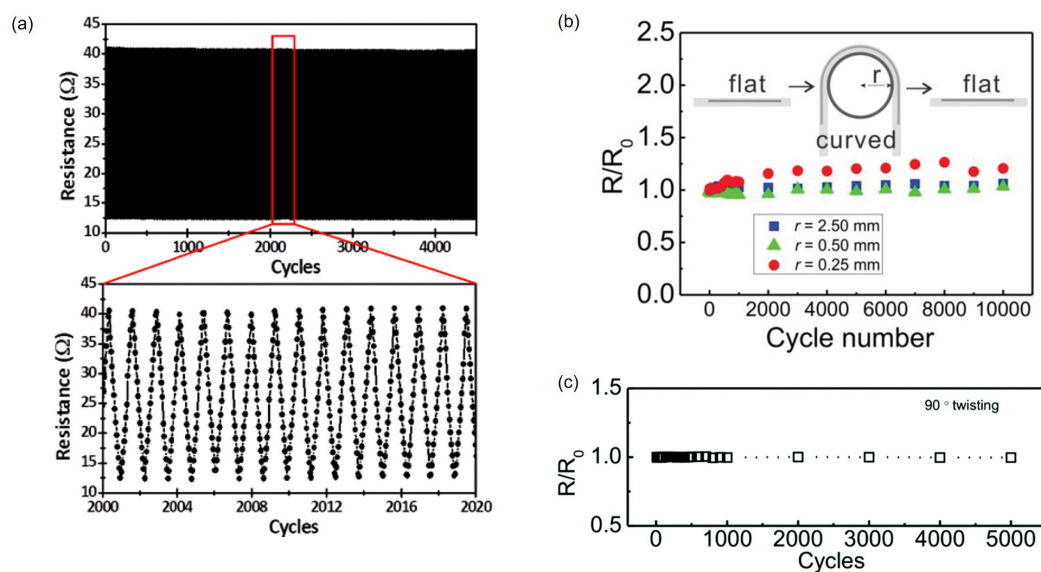 (a)
45
40
35
30
25
20
15
10
Resistance (Ω)
0 1000 2000 3000 4000
Cycles
45
40
35
30
25
20
15
10
Resistance (Ω)
2000 2004 2008 2012 2016 2020
Cycles
(b)
2.5
2.0
1.5
1.0
0.5
0.0
R/R0
flat
r
flat
curved
r = 2.50 mm
r = 0.50 mm
r = 0.25 mm
0 2000 4000 6000 8000 10000
Cycle number
(c)
1.5
1.0
0.5
R/R0
90 ° twisting
0 1000 2000 3000 4000 5000
Cycles